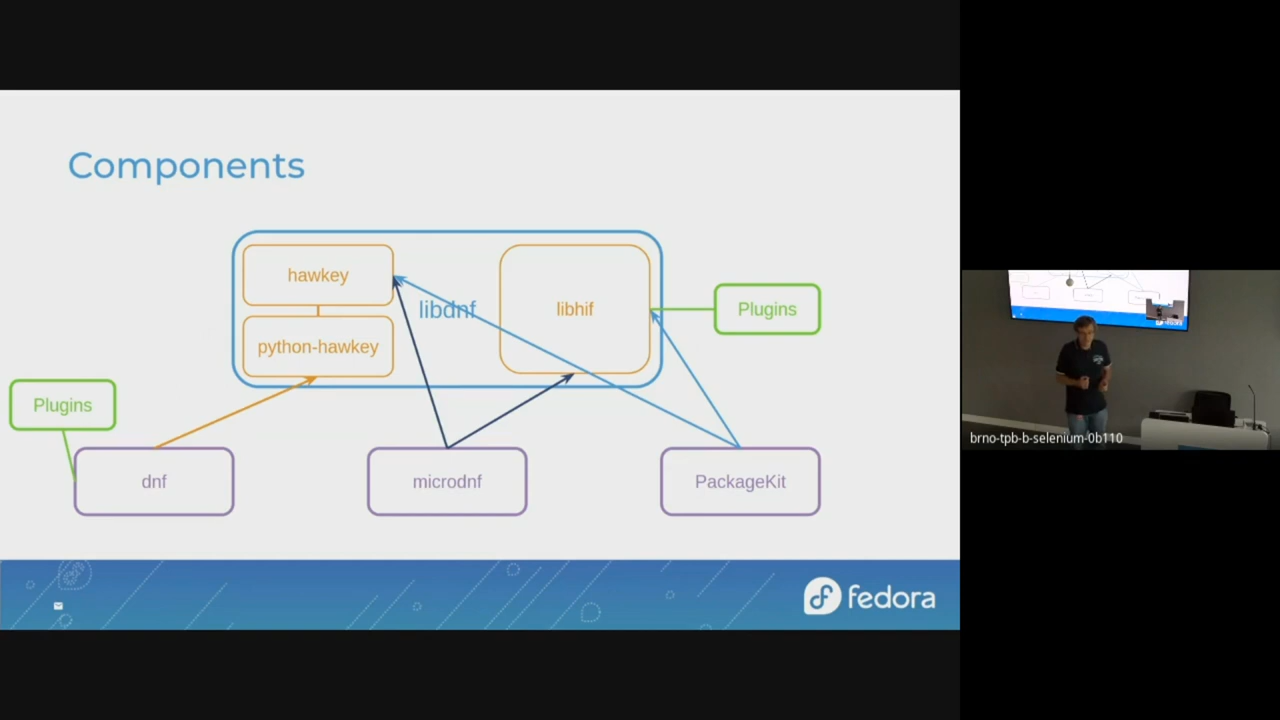 Components
hawkey
libdnf
libhif
Plugins
python-hawkey
Plugins
dnf
microdnf
PackageKit
fedora
brno-tpb-b-selenium-0b110